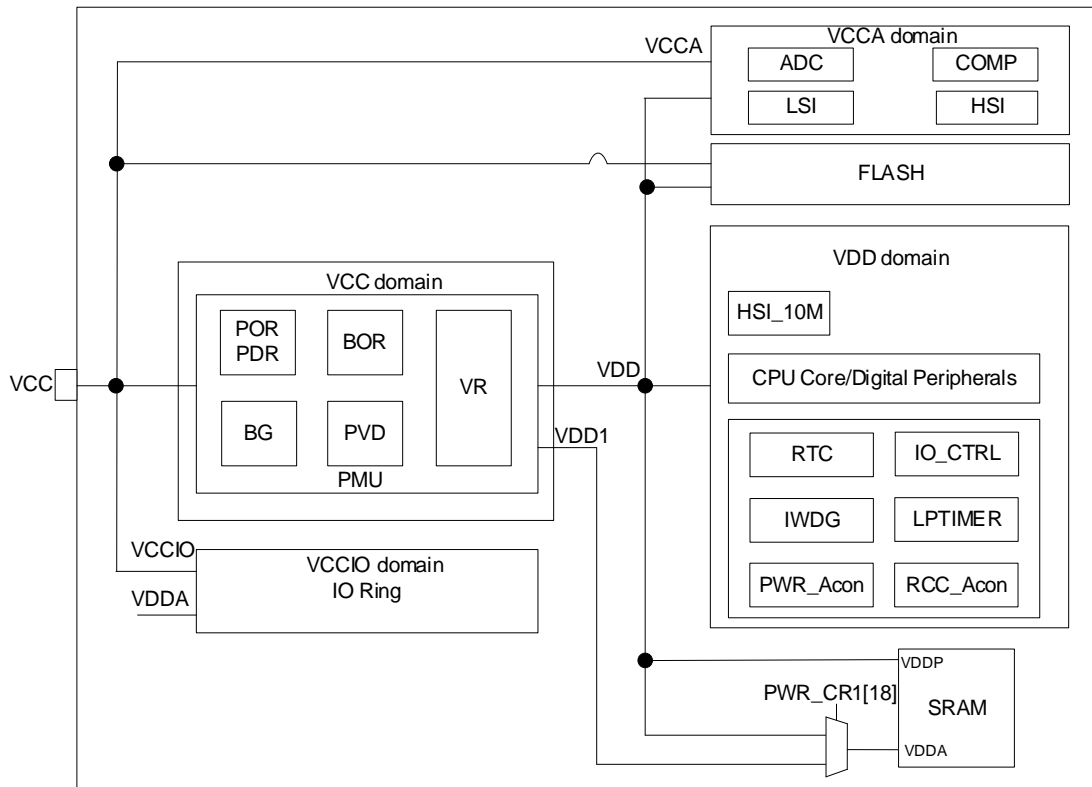 VCCA domain
VCCA
ADC
COMP
LSI
HSI
FLASH
VCC domain
POR
PDR
BOR
VR
BG
PVD
PMU
VCC
VDD
VDD1
VDD domain
HSI_10M
CPU Core/Digital Peripherals
RTC
IO_CTRL
IWDG
LPTIMER
PWR_Acon
RCC_Acon
VCCIO
VDDA
VCCIO domain
IO Ring
PWR_CR1[18]
VDDP
SRAM
VDDA